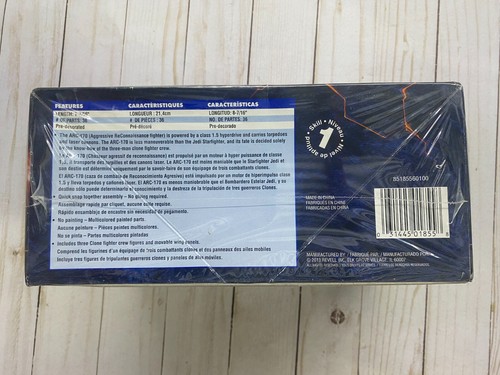 FEATURES CARACTÉRISTIQUES CARACTERÍSTICAS
LONGUEUR : 21,4cm LONGITUD: 8-7/16"
# OF PARTS: 36 # DE PIECES : 36 NO. DE PARTES: 36
Pre-decorated Pré-décoré Pre-decorado
• The ARC-170 (Aggressive ReConnaissance fighter) is powered by a class 1.5 hyperdrive and carries torpedoes
and laser cannons. The ARC-170 is less maneuverable than the Jedi Starfighter, and its fate is decided solely
by the know-how of the three-man clone fighter crew.
Le ARC-170 (Chasseur agressif de reconnaissance) est propulsé par un moteur à hyper puissance de classe
1.5, il transporte des torpilles et des canons laser. Le ARC-170 est moins maniable que le Starfighter Jedi et
son destin est déterminé uniquement par le savoir-faire de son équipage de trois combattants clonés.
El ARC-170 (caza de combate de Reconocimiento Agresivo) está impulsado por un motor de hiperimpulso clase
1.5 y lleva torpedos y cañones láser. El ARC-170 es menos maniobrable que el Bombardero Estelar Jedi, y su
destino sólo puede determinarlo el conocimiento y la destreza de la tripulación de tres guerreros Clones.
• Quick snap together assembly – No gluing required.
Assemblage rapide par cliquet, aucune colle requise.
Rápido ensamblaje de encastre sin necesidad de pegamento.
• No painting – Multicolored painted parts.
Aucune peinture – Pièces peintes multicolores.
No se pinta – Partes multicolores pintadas
• Includes three Clone fighter crew figures and movable wing panels.
Comprend les figurines d'un équipage de trois combattants clonés et des panneaux des ailes mobiles
Incluye tres figuras de tripulantes guerreros clones y paneles de alas movibles.
Skill • Niveau • Nivel aptitud •
1
MADE IN CHINA
FABRIQUÉ EN CHINE
FABRICADAS EN CHINA
85185560100
0 31445 01855
MANUFACTURED BY: / FABRIQUÉ PAR: / MANUFACTURADO POR:
© 2015 REVELL INC., ELK GROVE VILLAGE, IL 60007